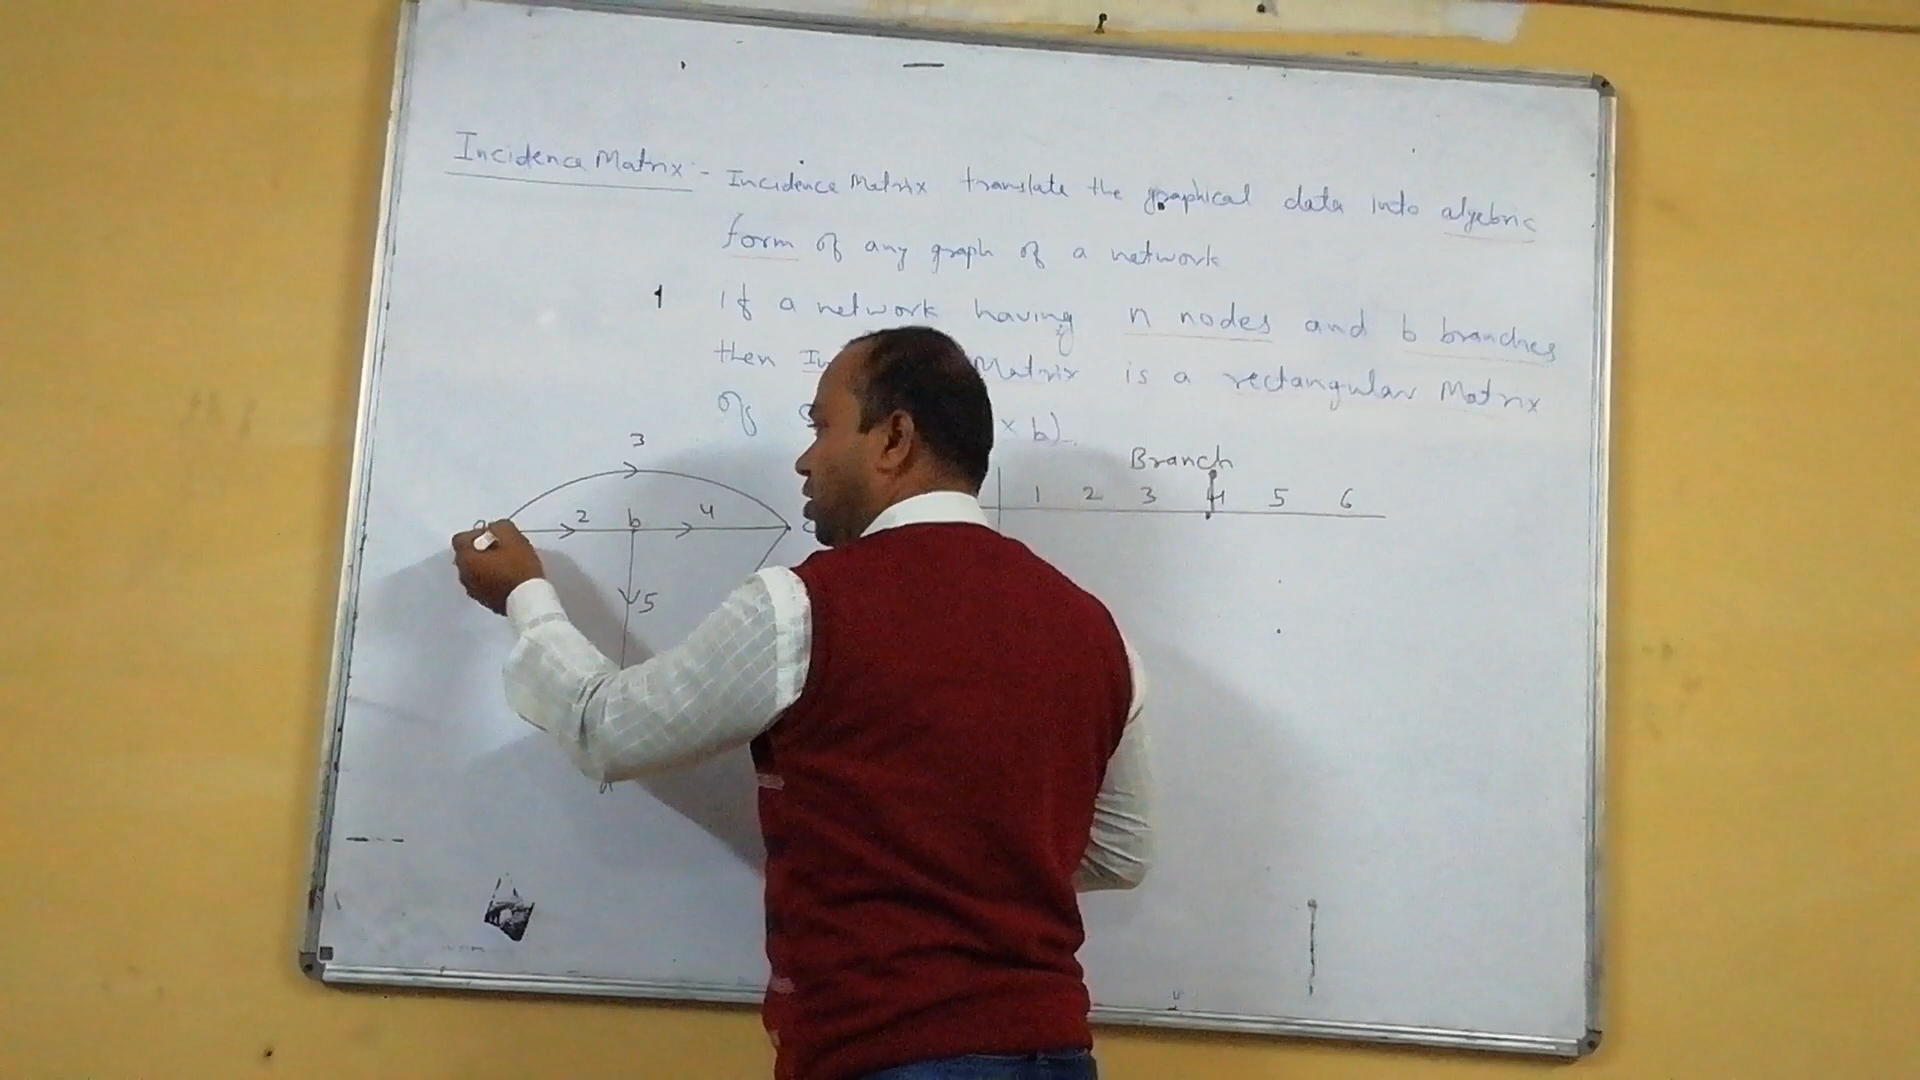 Incidence Matrix :- Incidence Matrix translate the graphical data into algebric
form of any graph of a network
1 If a network having n nodes and b branches
then Matrix is a rectangular Matrix
of × b)
3
2 b 4
5
Branch
1 2 3 4 5 6